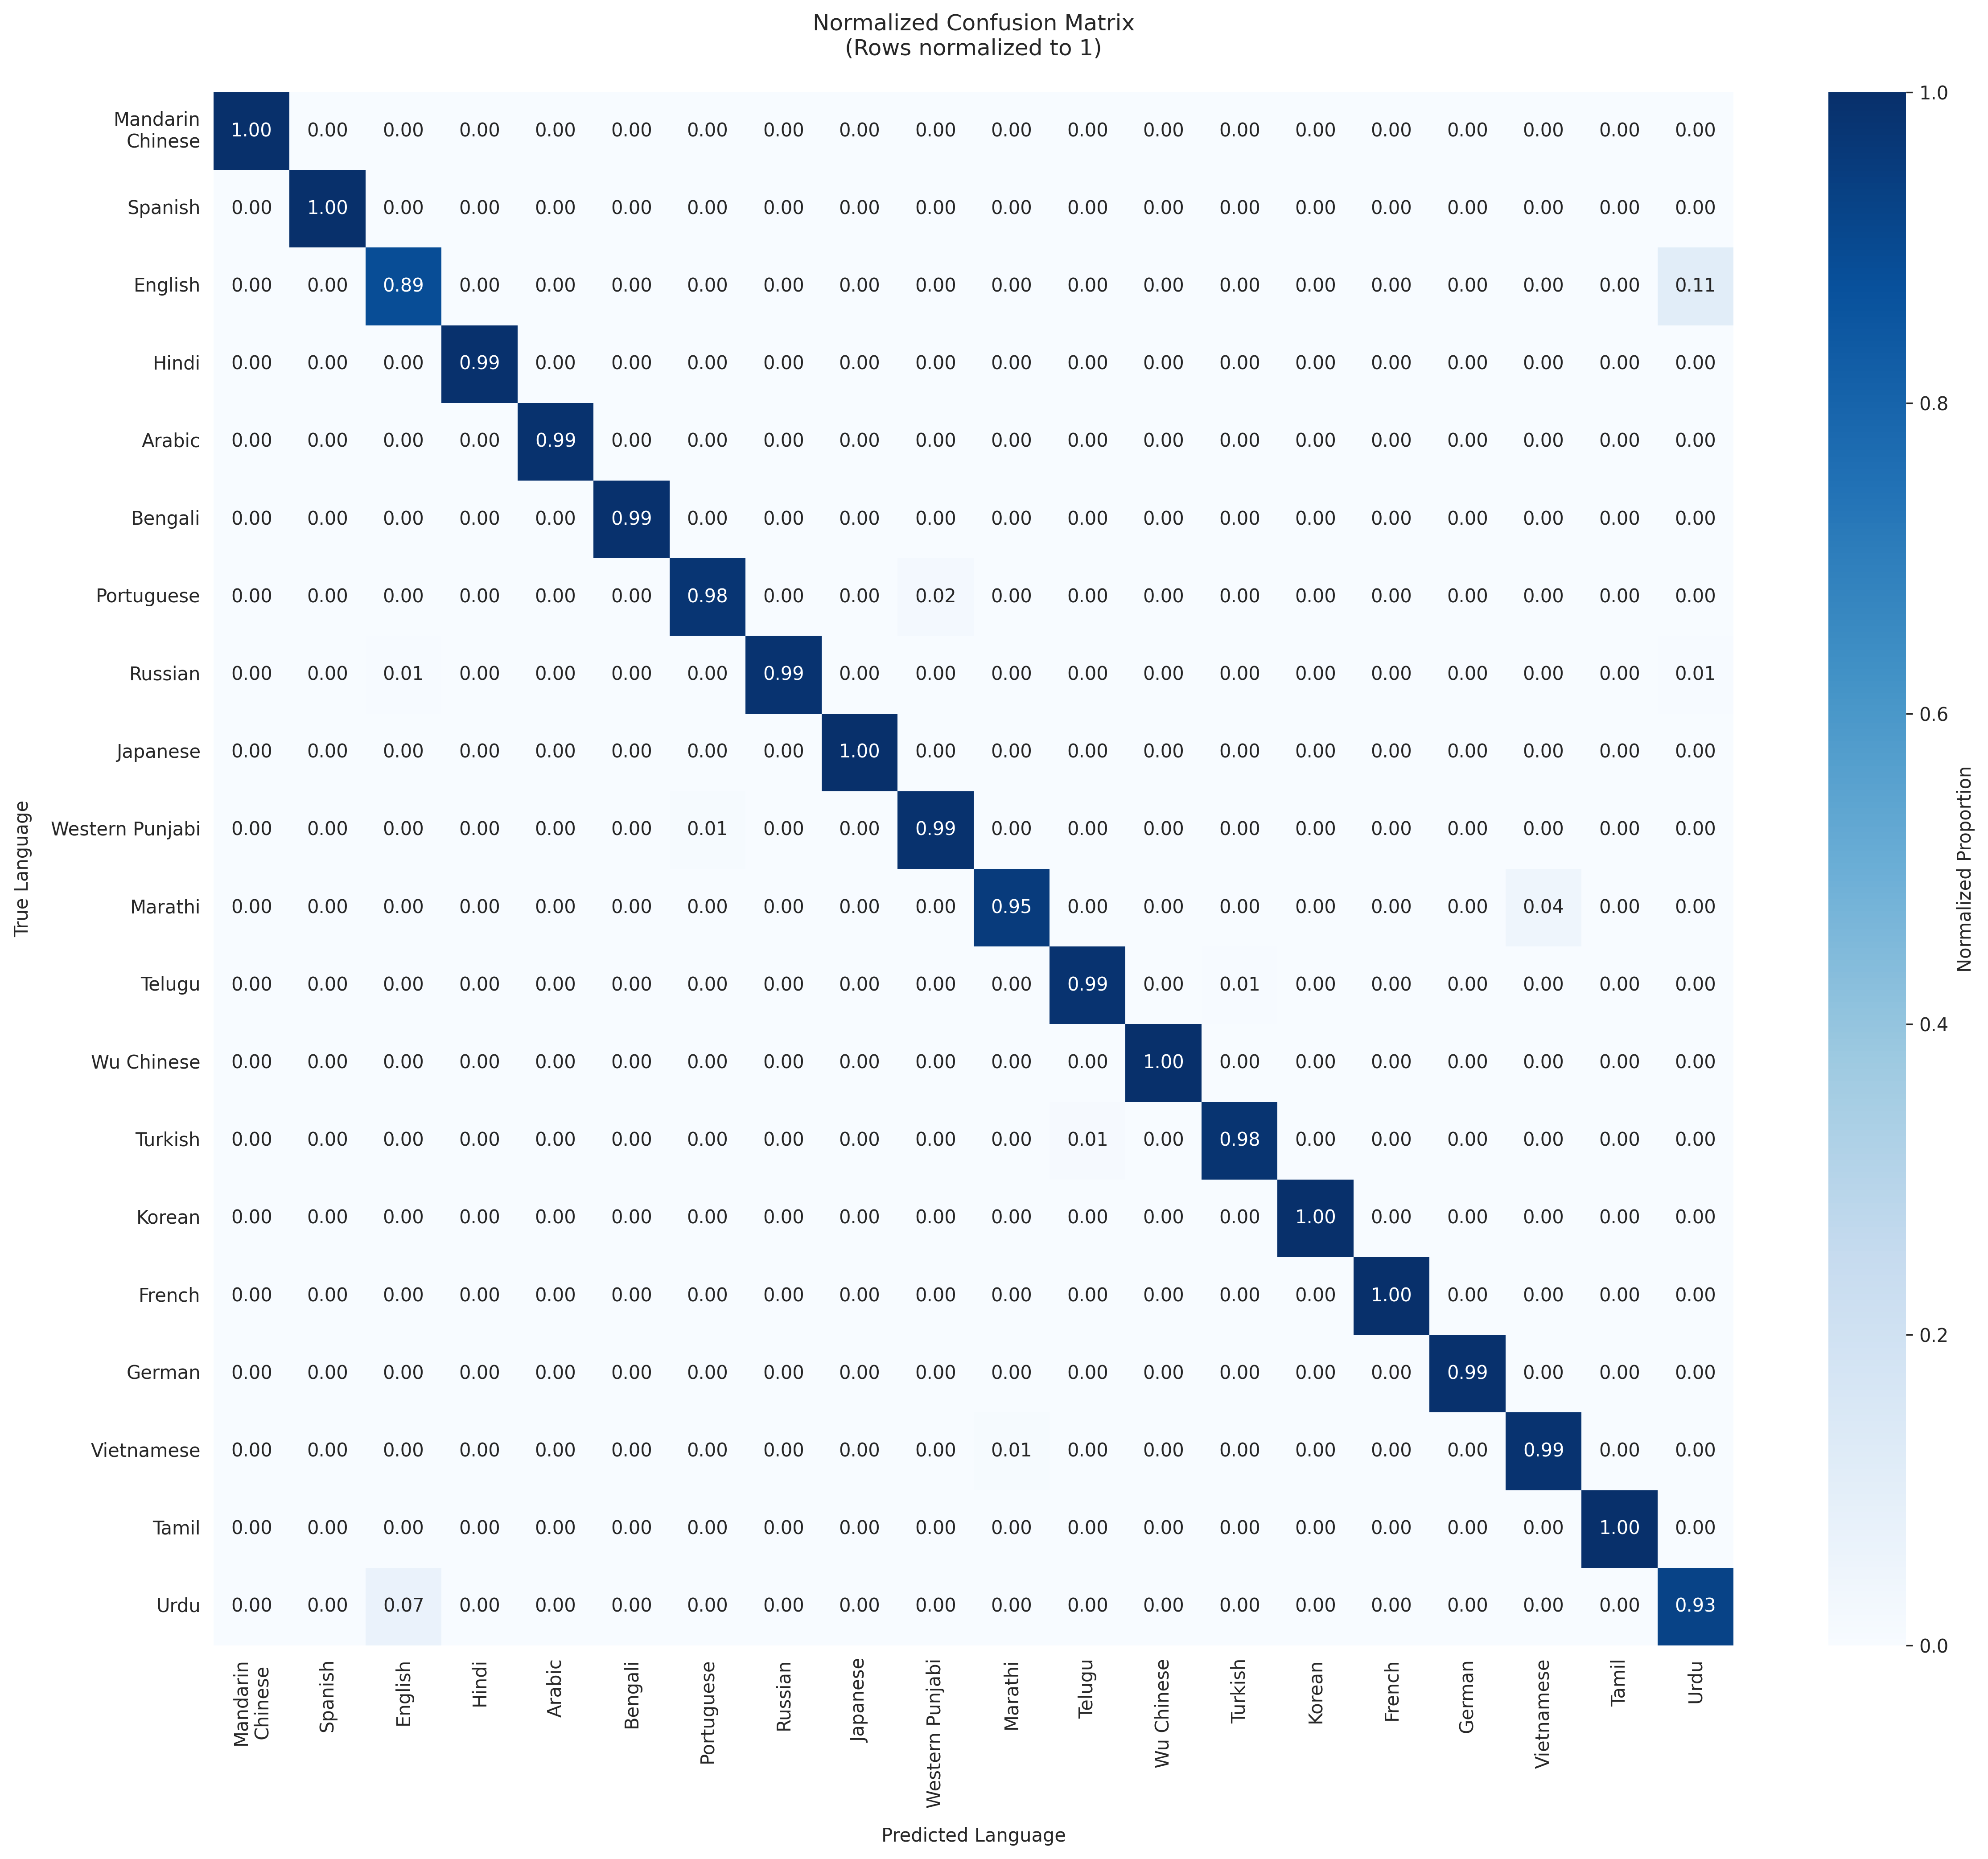 Normalized Confusion Matrix
(Rows normalized to 1)
Mandarin
Chinese
1.00 0.00 0.00 0.00 0.00 0.00 0.00 0.00 0.00 0.00 0.00 0.00 0.00 0.00 0.00 0.00 0.00 0.00 0.00 0.00
Spanish 0.00 1.00 0.00 0.00 0.00 0.00 0.00 0.00 0.00 0.00 0.00 0.00 0.00 0.00 0.00 0.00 0.00 0.00 0.00 0.00
English 0.00 0.00 0.89 0.00 0.00 0.00 0.00 0.00 0.00 0.00 0.00 0.00 0.00 0.00 0.00 0.00 0.00 0.00 0.00 0.11
Hindi 0.00 0.00 0.00 0.99 0.00 0.00 0.00 0.00 0.00 0.00 0.00 0.00 0.00 0.00 0.00 0.00 0.00 0.00 0.00 0.00
Arabic 0.00 0.00 0.00 0.00 0.99 0.00 0.00 0.00 0.00 0.00 0.00 0.00 0.00 0.00 0.00 0.00 0.00 0.00 0.00 0.00
Bengali 0.00 0.00 0.00 0.00 0.00 0.99 0.00 0.00 0.00 0.00 0.00 0.00 0.00 0.00 0.00 0.00 0.00 0.00 0.00 0.00
Portuguese 0.00 0.00 0.00 0.00 0.00 0.00 0.98 0.00 0.00 0.02 0.00 0.00 0.00 0.00 0.00 0.00 0.00 0.00 0.00 0.00
Russian 0.00 0.00 0.01 0.00 0.00 0.00 0.00 0.99 0.00 0.00 0.00 0.00 0.00 0.00 0.00 0.00 0.00 0.00 0.00 0.01
Japanese 0.00 0.00 0.00 0.00 0.00 0.00 0.00 0.00 1.00 0.00 0.00 0.00 0.00 0.00 0.00 0.00 0.00 0.00 0.00 0.00
Western Punjabi 0.00 0.00 0.00 0.00 0.00 0.00 0.01 0.00 0.00 0.99 0.00 0.00 0.00 0.00 0.00 0.00 0.00 0.00 0.00 0.00
Marathi 0.00 0.00 0.00 0.00 0.00 0.00 0.00 0.00 0.00 0.00 0.95 0.00 0.00 0.00 0.00 0.00 0.00 0.04 0.00 0.00
Telugu 0.00 0.00 0.00 0.00 0.00 0.00 0.00 0.00 0.00 0.00 0.00 0.99 0.00 0.01 0.00 0.00 0.00 0.00 0.00 0.00
Wu Chinese 0.00 0.00 0.00 0.00 0.00 0.00 0.00 0.00 0.00 0.00 0.00 0.00 1.00 0.00 0.00 0.00 0.00 0.00 0.00 0.00
Turkish 0.00 0.00 0.00 0.00 0.00 0.00 0.00 0.00 0.00 0.00 0.00 0.01 0.00 0.98 0.00 0.00 0.00 0.00 0.00 0.00
Korean 0.00 0.00 0.00 0.00 0.00 0.00 0.00 0.00 0.00 0.00 0.00 0.00 0.00 0.00 1.00 0.00 0.00 0.00 0.00 0.00
French 0.00 0.00 0.00 0.00 0.00 0.00 0.00 0.00 0.00 0.00 0.00 0.00 0.00 0.00 0.00 1.00 0.00 0.00 0.00 0.00
German 0.00 0.00 0.00 0.00 0.00 0.00 0.00 0.00 0.00 0.00 0.00 0.00 0.00 0.00 0.00 0.00 0.99 0.00 0.00 0.00
Vietnamese 0.00 0.00 0.00 0.00 0.00 0.00 0.00 0.00 0.00 0.00 0.01 0.00 0.00 0.00 0.00 0.00 0.00 0.99 0.00 0.00
Tamil 0.00 0.00 0.00 0.00 0.00 0.00 0.00 0.00 0.00 0.00 0.00 0.00 0.00 0.00 0.00 0.00 0.00 0.00 1.00 0.00
Urdu 0.00 0.00 0.07 0.00 0.00 0.00 0.00 0.00 0.00 0.00 0.00 0.00 0.00 0.00 0.00 0.00 0.00 0.00 0.00 0.93
True Language
Mandarin
Chinese
Spanish
English
Hindi
Arabic
Bengali
Portuguese
Russian
Japanese
Western Punjabi
Marathi
Telugu
Wu Chinese
Turkish
Korean
French
German
Vietnamese
Tamil
Urdu
Predicted Language
1.0
0.8
0.6
0.4
0.2
0.0
Normalized Proportion